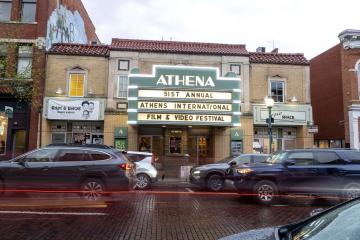 ATHENA
51ST ANNUAL
ATHENS INTERNATIONAL
FILM & VIDEO FESTIVAL